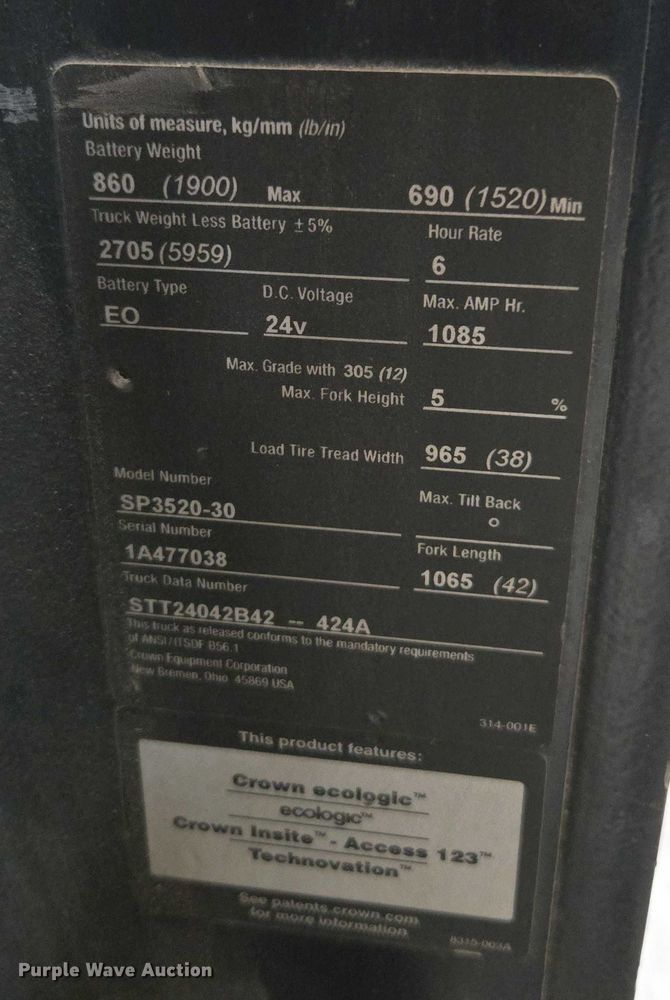 Units of measure, kg/mm (lb/in)
Battery Weight
860 (1900) Max 690 (1520) Min
Truck Weight Less Battery ±5% Hour Rate
2705 (5959) 6
Battery Type D.C. Voltage Max. AMP Hr.
EO 24v 1085
Max. Grade with 305 (12)
Max. Fork Height 5 %
Load Tire Tread Width 965 (38)
Model Number Max. Tilt Back
SP3520-30 °
Serial Number Fork Length
1A477038 1065 (42)
Truck Data Number
STT24042B42 -- 424A
This truck as released conforms to the mandatory requirements
of ANSI/ITSDF B56.1
Crown Equipment Corporation
New Bremen, Ohio 45869 USA
314-001E
This product features:
Crown ecologic™
ecologic™
Crown Insite™ - Access 123™
Technovation™
See patents.crown.com
for more information
8315-003A
Purple Wave Auction